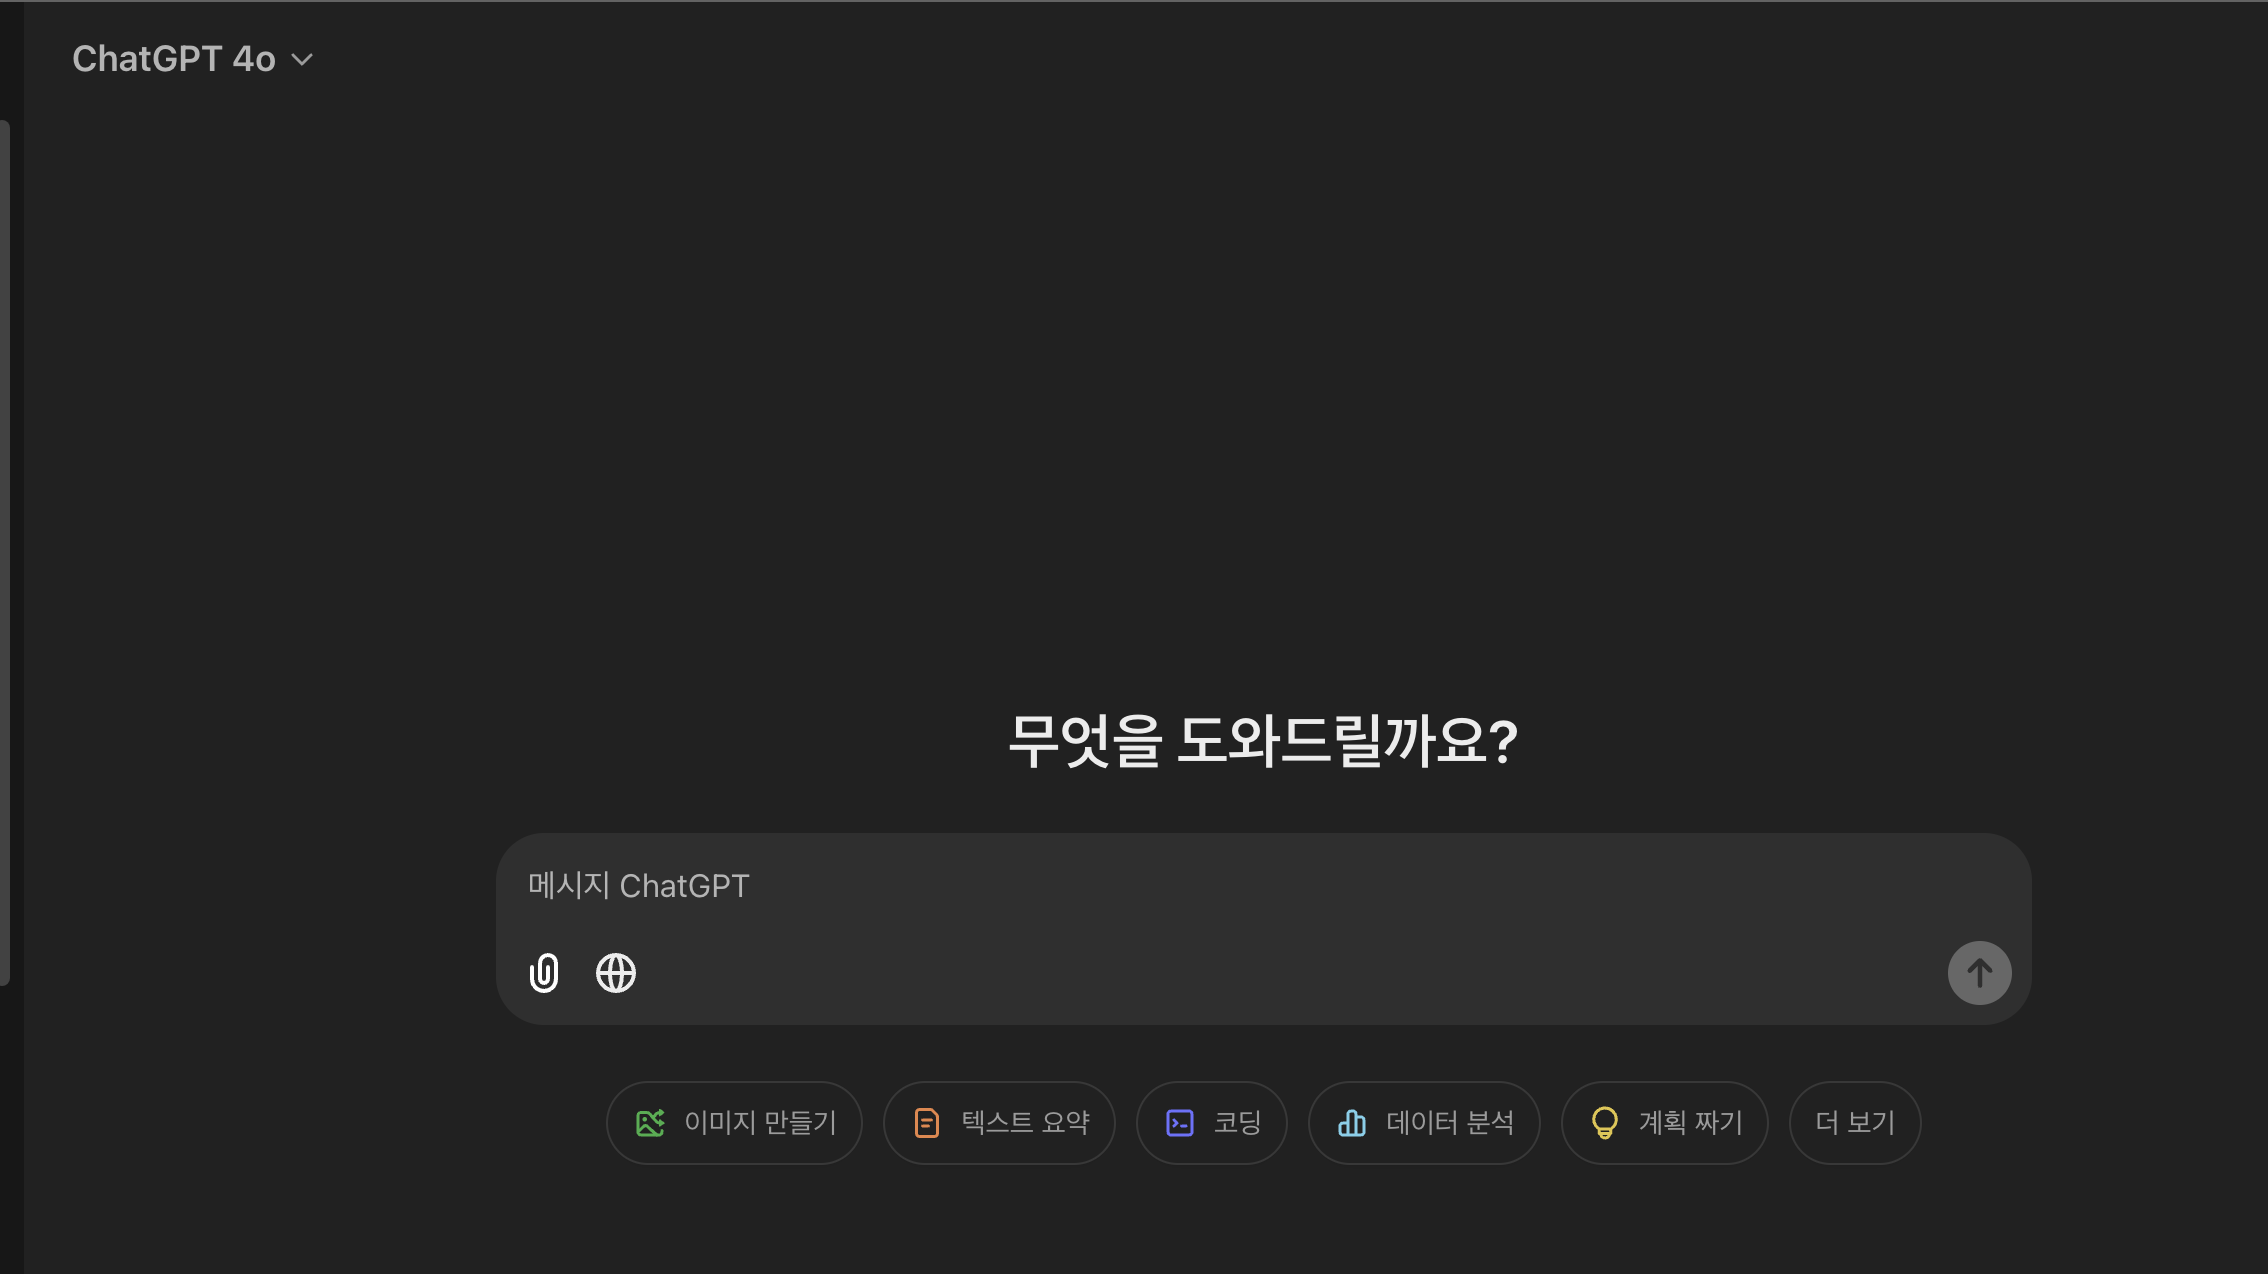 ChatGPT 4o
무엇을 도와드릴까요?
메시지 ChatGPT
이미지 만들기
텍스트 요약
코딩
데이터 분석
계획 짜기
더 보기